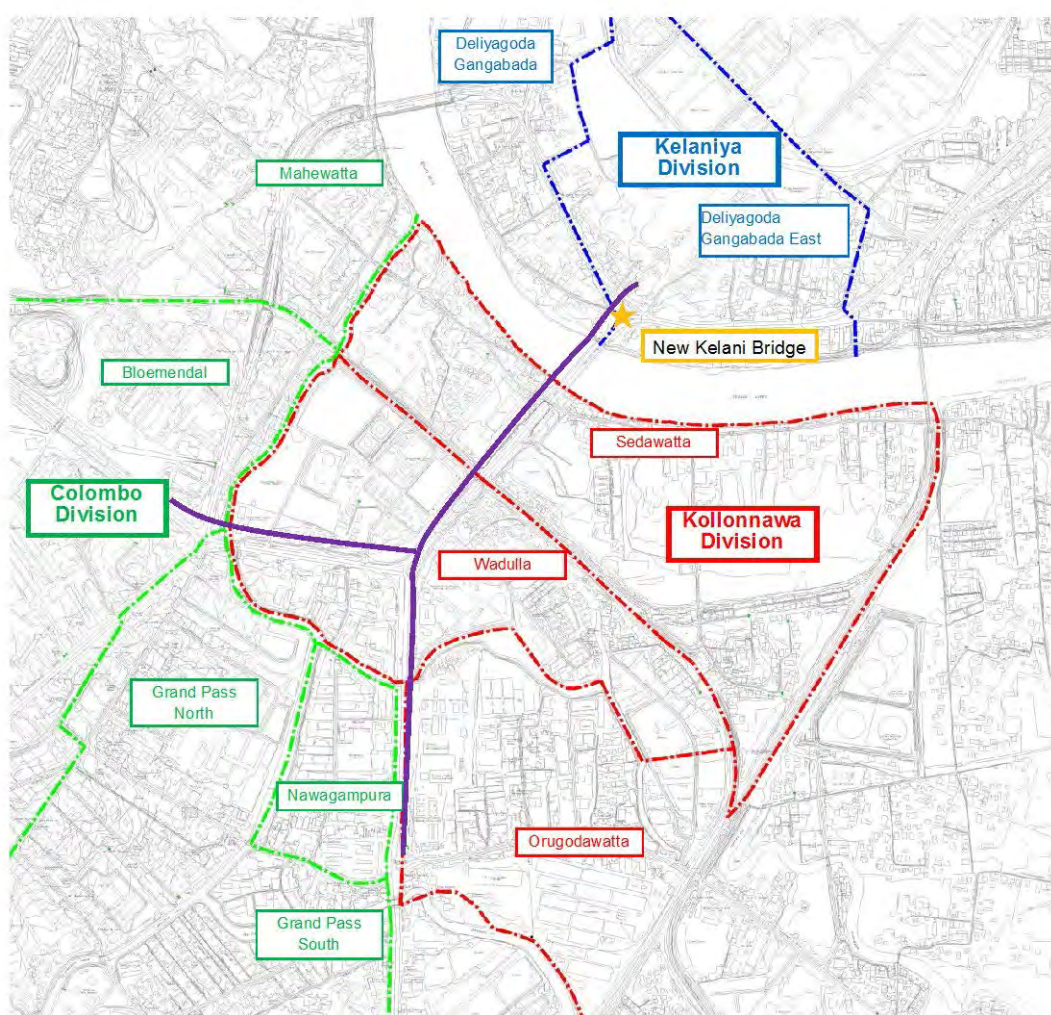 Deliyagoda
Gangabada
Kelaniya
Division
Mahewatta
Deliyagoda
Gangabada East
New Kelani Bridge
Bloemendal
Sedawatta
Colombo
Division
Kollonnawa
Division
Wadulla
Grand Pass
North
Nawagampura
Orugodawatta
Grand Pass
South